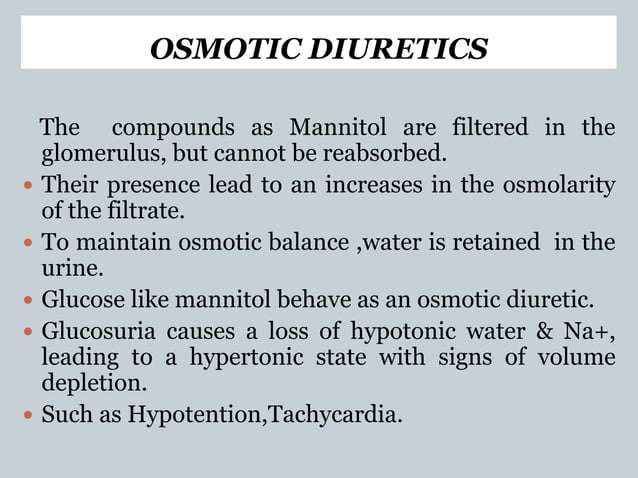 OSMOTIC DIURETICS
The compounds as Mannitol are filtered in the
glomerulus, but cannot be reabsorbed.
• Their presence lead to an increases in the osmolarity
of the filtrate.
• To maintain osmotic balance ,water is retained in the
urine.
• Glucose like mannitol behave as an osmotic diuretic.
• Glucosuria causes a loss of hypotonic water & Na+,
leading to a hypertonic state with signs of volume
depletion.
• Such as Hypotention,Tachycardia.